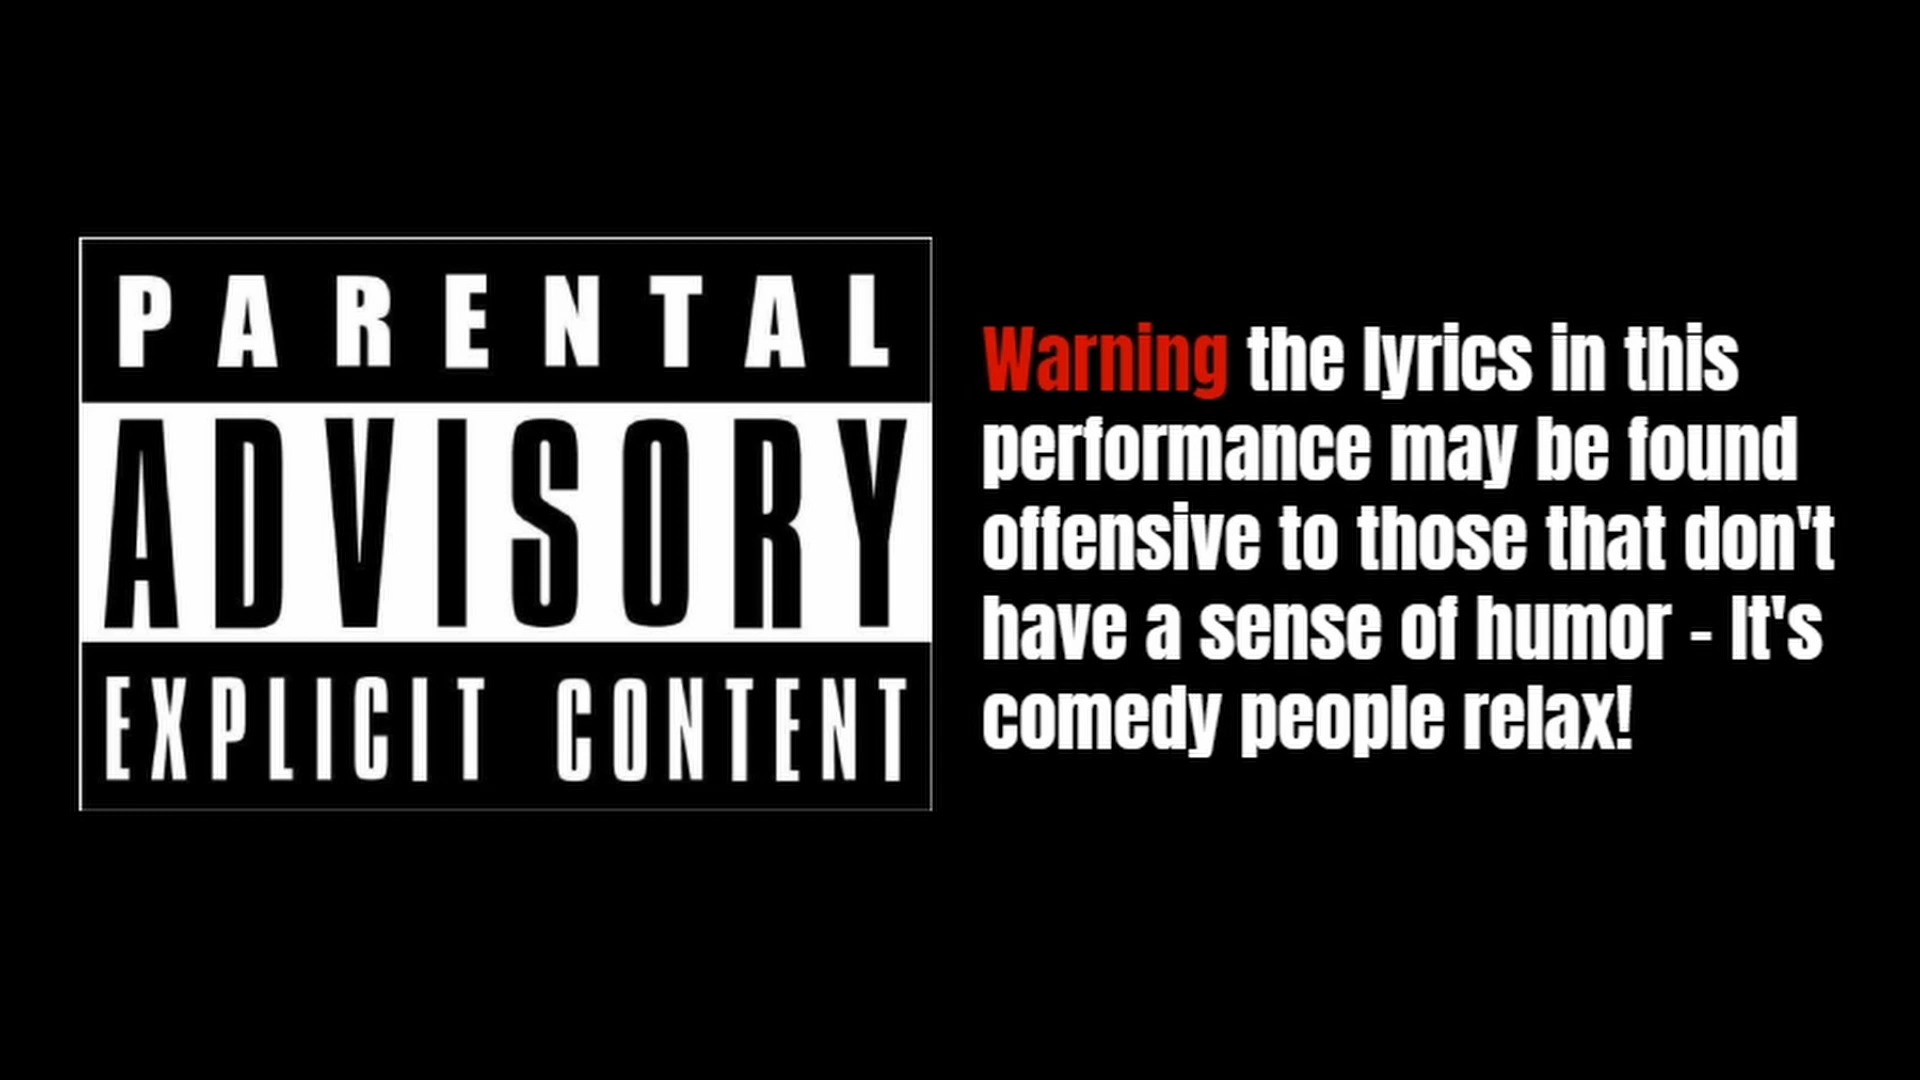 PARENTAL
ADVISORY
EXPLICIT CONTENT
Warning the lyrics in this
performance may be found
offensive to those that don't
have a sense of humor - It's
comedy people relax!